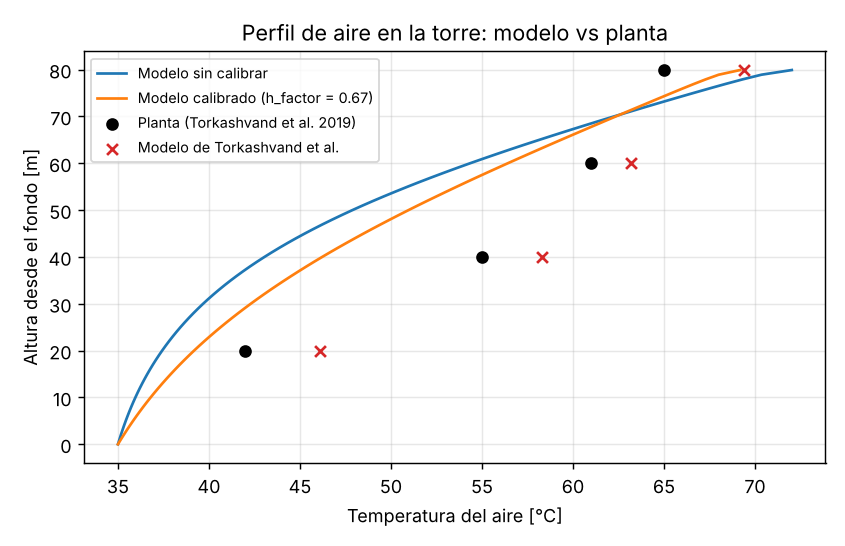 Perfil de aire en la torre: modelo vs planta
Modelo sin calibrar
Modelo calibrado (h_factor = 0.67)
Planta (Torkashvand et al. 2019)
Modelo de Torkashvand et al.
Altura desde el fondo [m]
80
70
60
50
40
30
20
10
0
35 40 45 50 55 60 65 70
Temperatura del aire [°C]